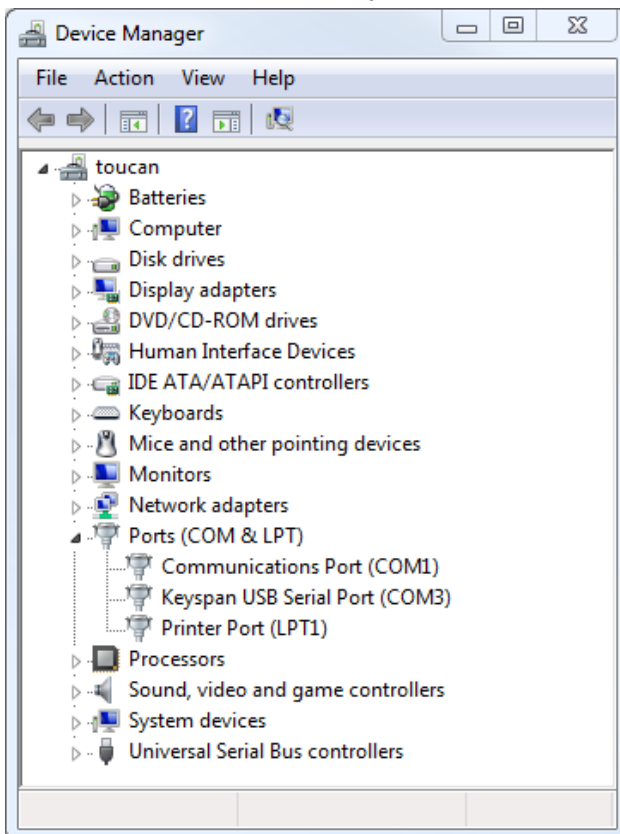 Device Manager
File Action View Help
toucan
Batteries
Computer
Disk drives
Display adapters
DVD/CD-ROM drives
Human Interface Devices
IDE ATA/ATAPI controllers
Keyboards
Mice and other pointing devices
Monitors
Network adapters
Ports (COM & LPT)
Communications Port (COM1)
Keyspan USB Serial Port (COM3)
Printer Port (LPT1)
Processors
Sound, video and game controllers
System devices
Universal Serial Bus controllers